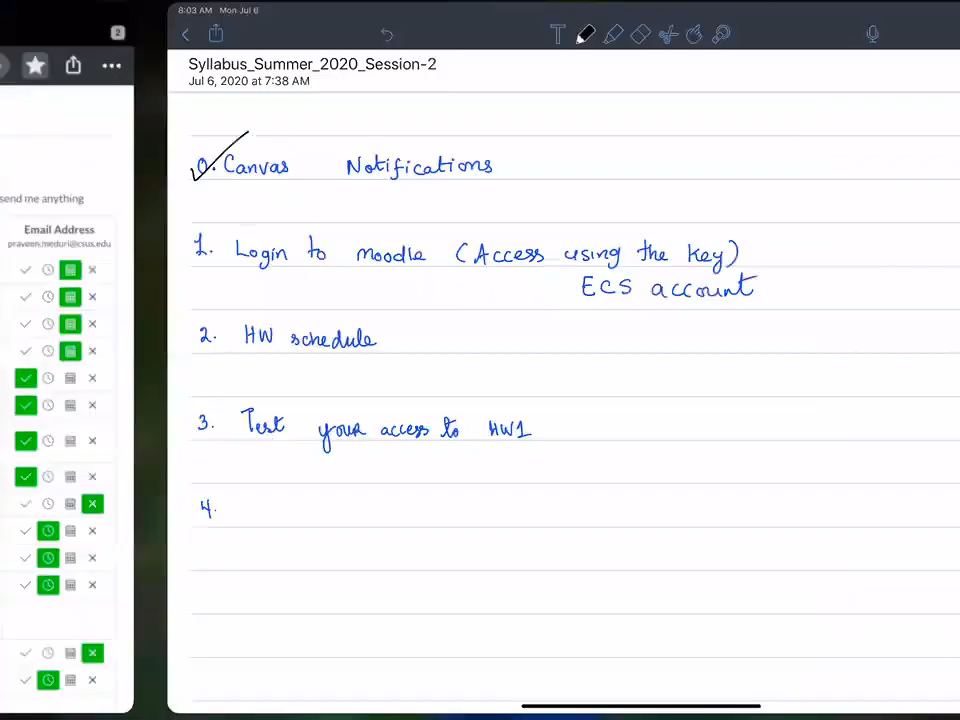 8:03 AM Mon Jul 6
2
Syllabus_Summer_2020_Session-2
Jul 6, 2020 at 7:38 AM
send me anything
Email Address
praveen.meduri@csus.edu
0. Canvas Notifications
1. Login to moodle (Access using the key)
ECS account
2. HW schedule
3. Test your access to HW1
4.